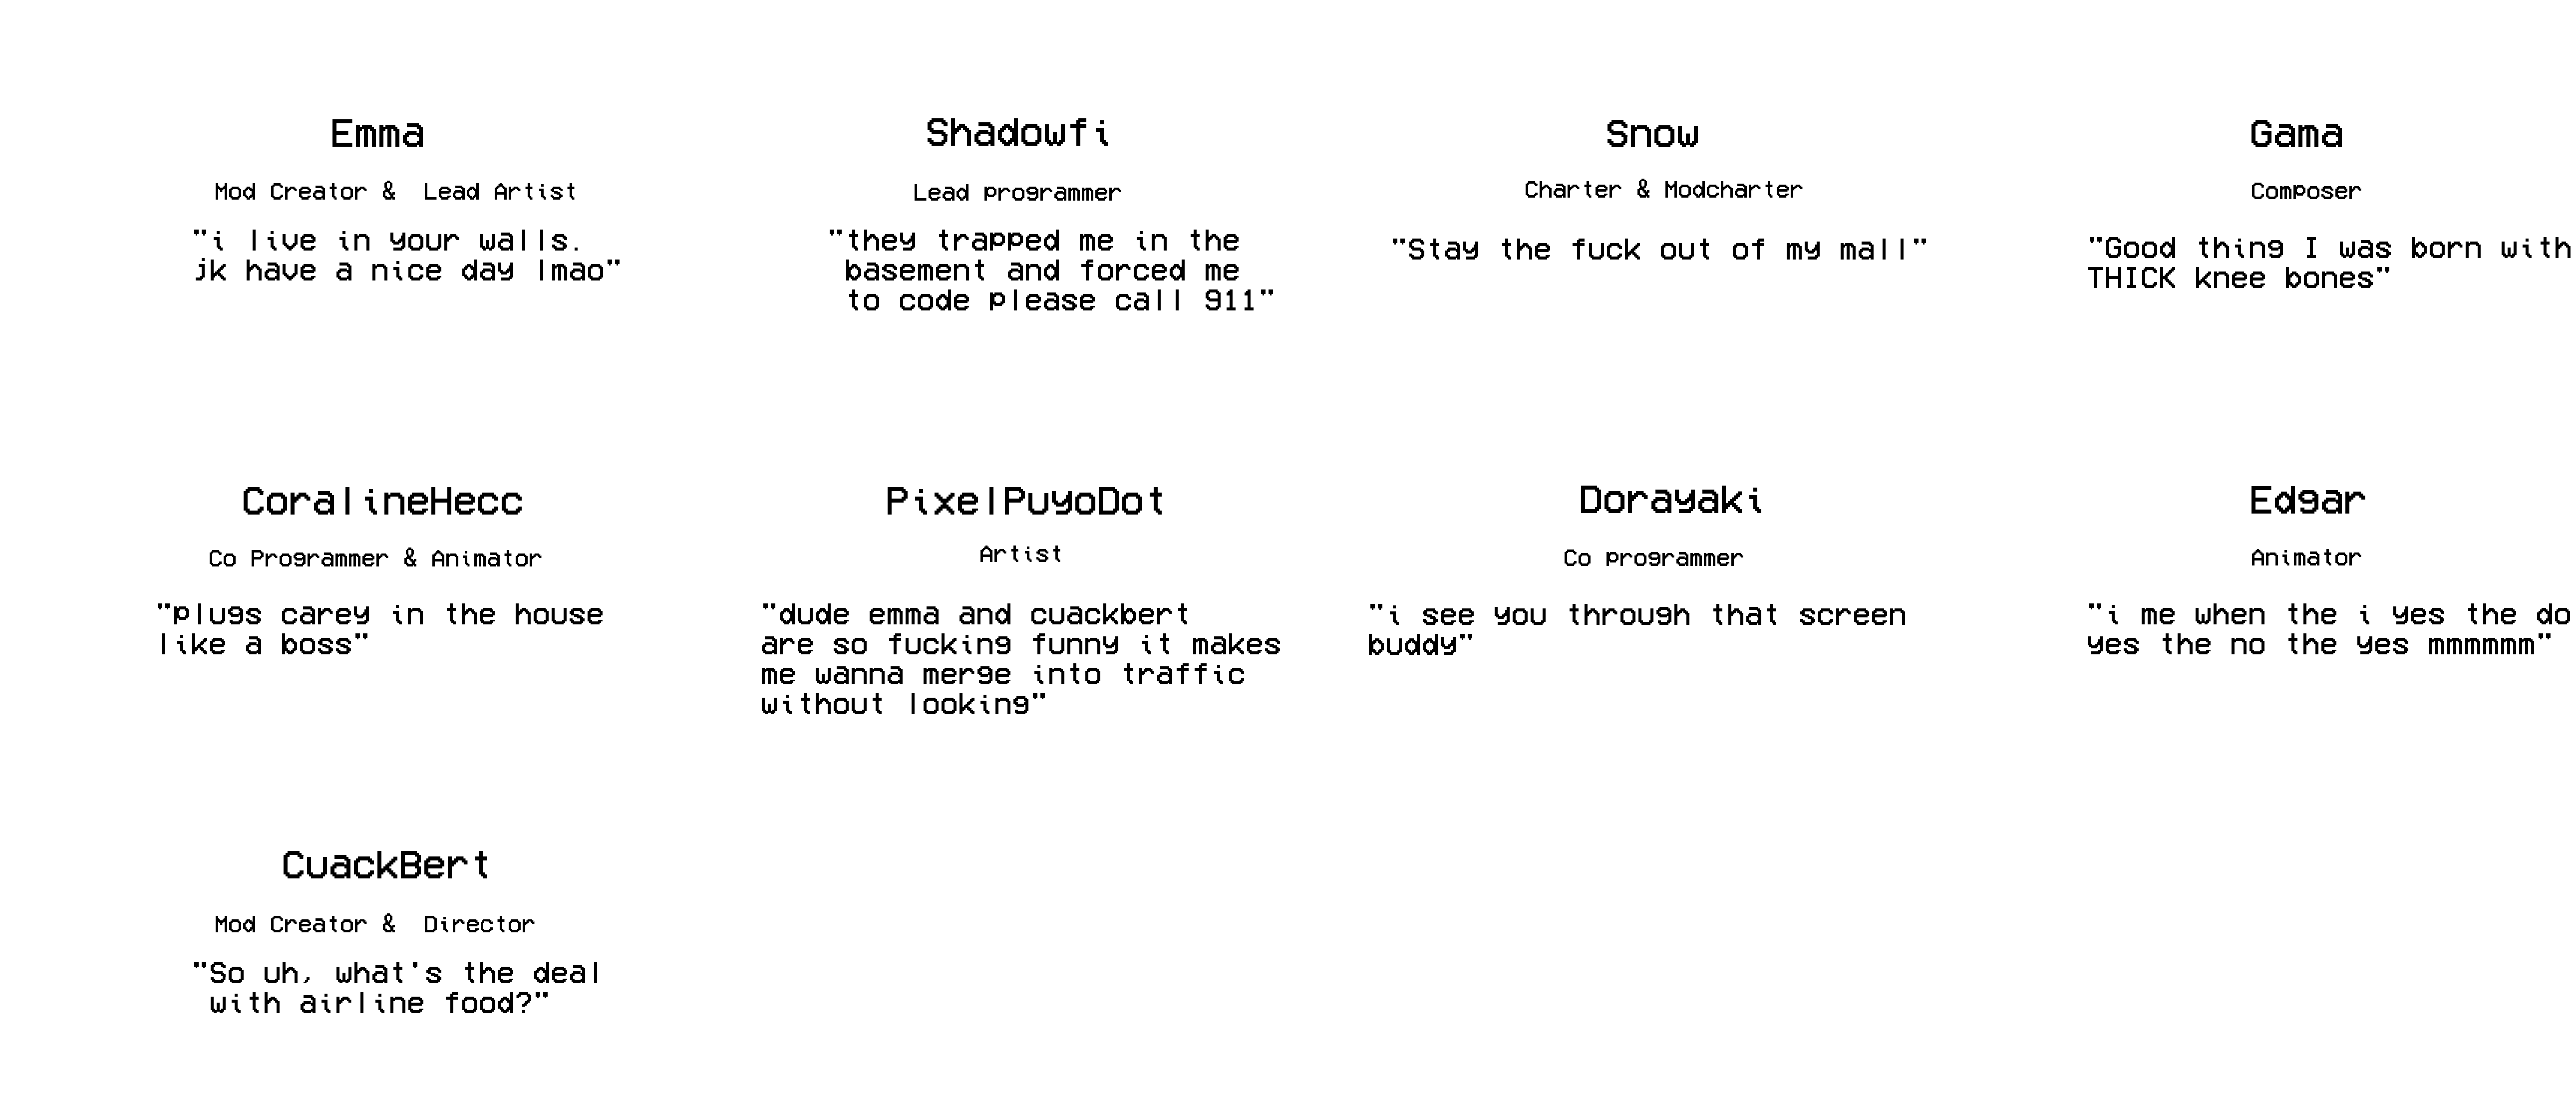 Emma
Mod Creator &  Lead Artist
"i live in your walls.
jk have a nice day lmao"
Shadowfi
Lead programmer
"they trapped me in the
basement and forced me
to code please call 911"
Snow
Charter & Modcharter
"Stay the fuck out of my mall"
Gama
Composer
"Good thing I was born with
THICK knee bones"
CoralineHecc
Co Programmer & Animator
"plugs carey in the house
like a boss"
PixelPuyoDot
Artist
"dude emma and cuackbert
are so fucking funny it makes
me wanna merge into traffic
without looking"
Dorayaki
Co programmer
"i see you through that screen
buddy"
Edgar
Animator
"i me when the i yes the do
yes the no the yes mmmmmm"
CuackBert
Mod Creator &  Director
"So uh, what's the deal
with airline food?"